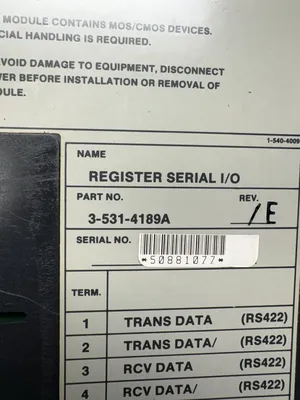 MODULE CONTAINS MOS/CMOS DEVICES.
CIAL HANDLING IS REQUIRED.
AVOID DAMAGE TO EQUIPMENT, DISCONNECT
WER BEFORE INSTALLATION OR REMOVAL OF
DULE.
1-540-4009
NAME
REGISTER SERIAL I/O
PART NO.
REV.
3-531-4189A
/E
SERIAL NO.
*50881077*
TERM.
1 TRANS DATA (RS422)
2 TRANS DATA/ (RS422)
3 RCV DATA (RS422)
4 RCV DATA/ (RS422)